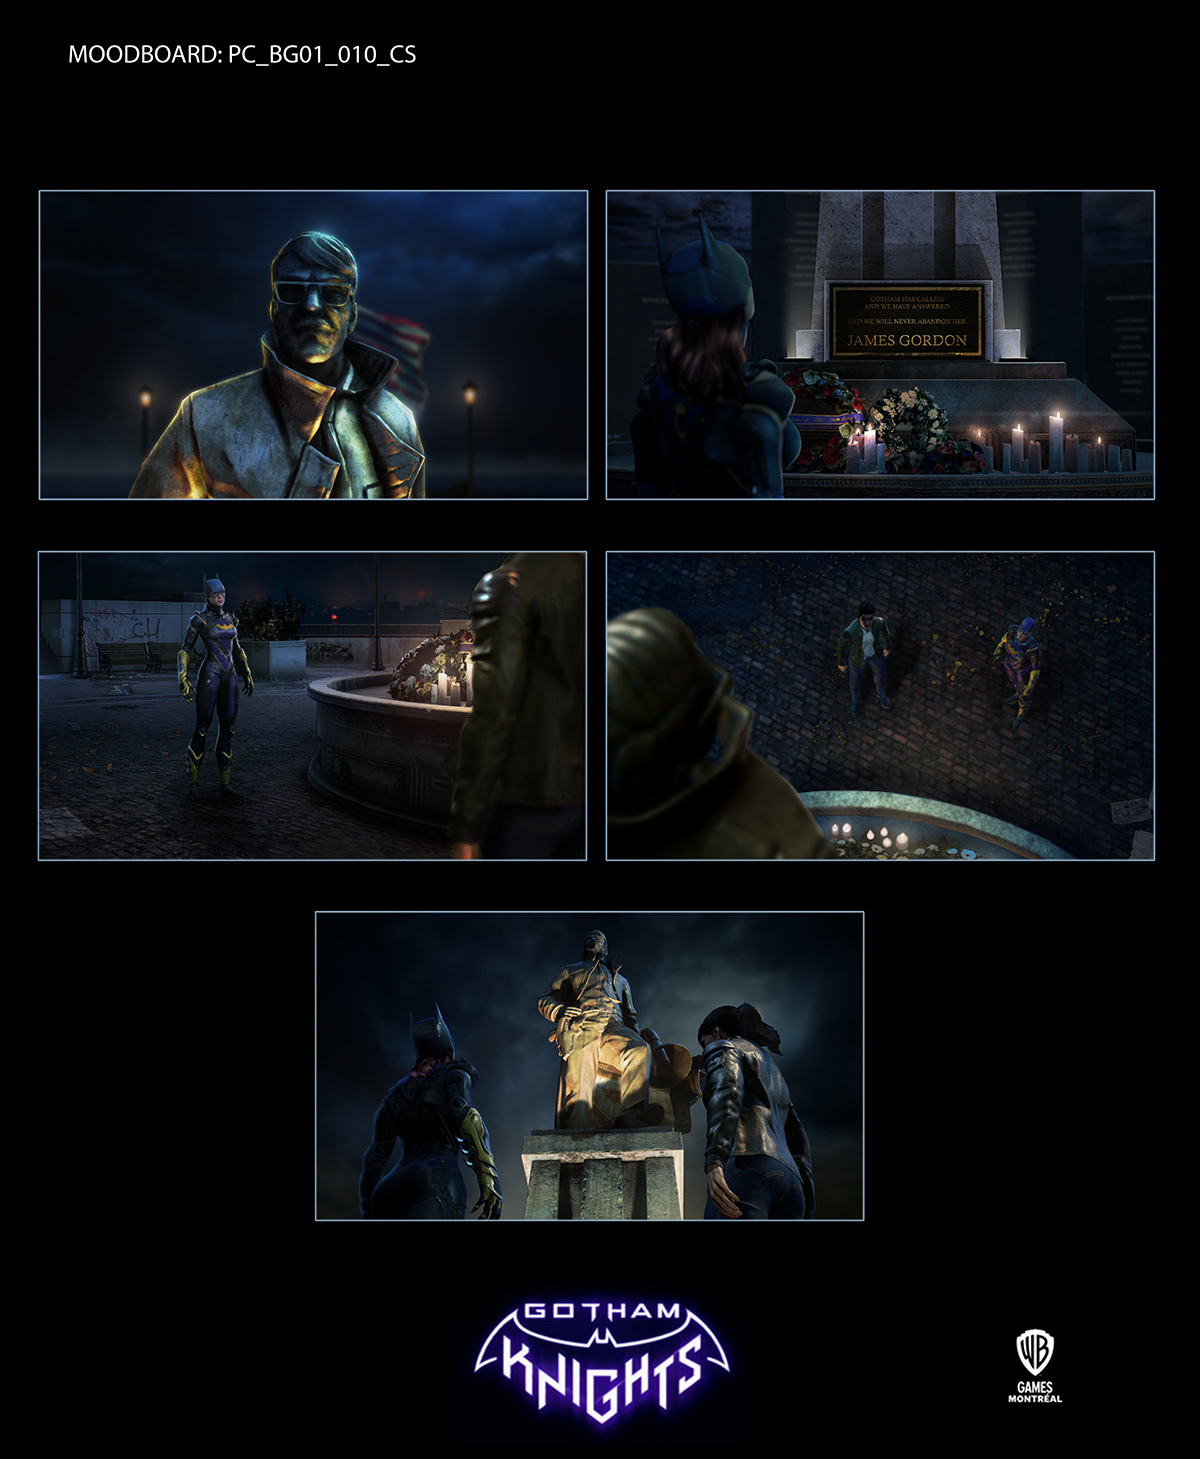 MOODBOARD: PC_BG01_010_CS
GOTHAM HAS CALLED.
AND WE HAVE ANSWERED.
AND WE WILL NEVER ABANDON HER.
JAMES GORDON
GOTHAM
KNIGHTS
WB
GAMES
MONTRÉAL